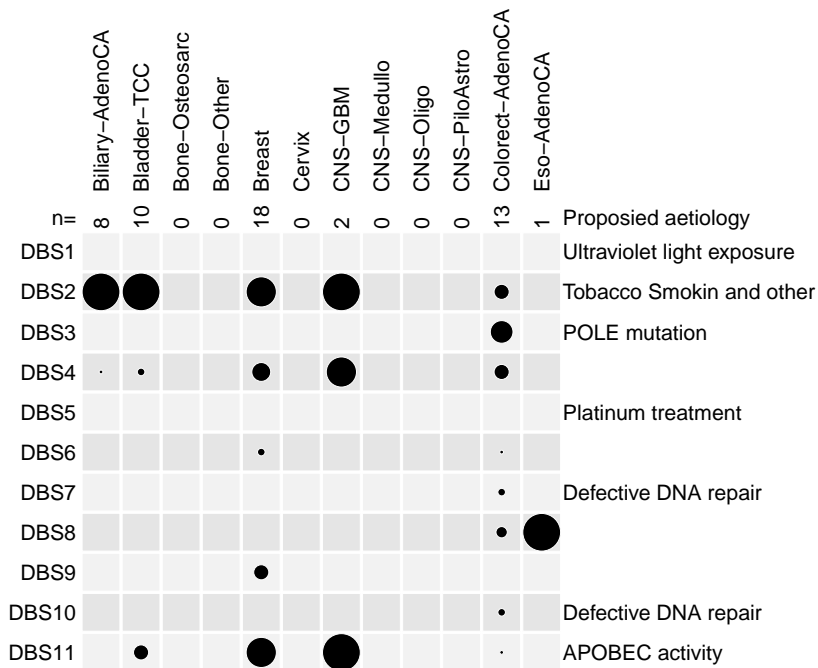 Biliary−AdenoCA
Bladder−TCC
Bone−Osteosarc
Bone−Other
Breast
Cervix
CNS−GBM
CNS−Medullo
CNS−Oligo
CNS−PiloAstro
Colorect−AdenoCA
Eso−AdenoCA
n= 8 10 0 0 18 0 2 0 0 0 13 1 Proposied aetiology
DBS1 Ultraviolet light exposure
DBS2 Tobacco Smokin and other
DBS3 POLE mutation
DBS4
DBS5 Platinum treatment
DBS6
DBS7 Defective DNA repair
DBS8
DBS9
DBS10 Defective DNA repair
DBS11 APOBEC activity